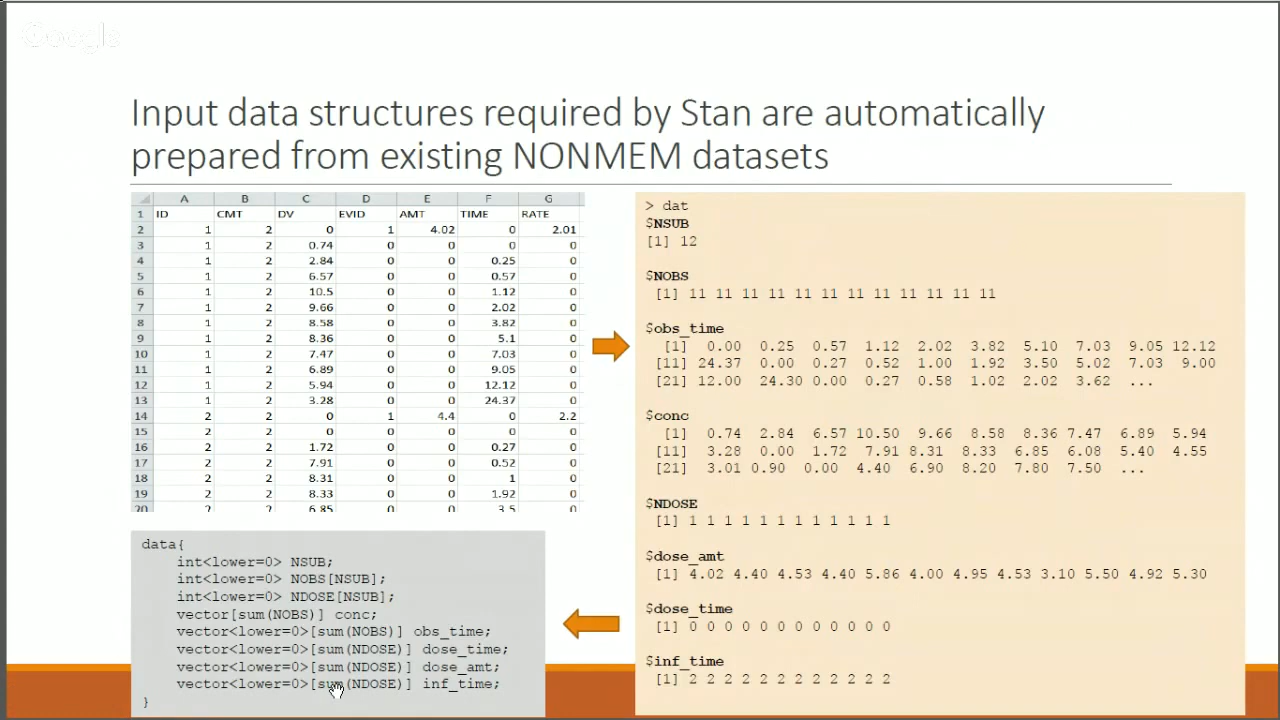 Google
Input data structures required by Stan are automatically
prepared from existing NONMEM datasets
A B C D E F G
1 ID CMT DV EVID AMT TIME RATE
2 1 2 0 1 4.02 0 2.01
3 1 2 0.74 0 0 0 0
4 1 2 2.84 0 0 0.25 0
5 1 2 6.57 0 0 0.57 0
6 1 2 10.5 0 0 1.12 0
7 1 2 9.66 0 0 2.02 0
8 1 2 8.58 0 0 3.82 0
9 1 2 8.36 0 0 5.1 0
10 1 2 7.47 0 0 7.03 0
11 1 2 6.89 0 0 9.05 0
12 1 2 5.94 0 0 12.12 0
13 1 2 3.28 0 0 24.37 0
14 2 2 0 1 4.4 0 2.2
15 2 2 0 0 0 0 0
16 2 2 1.72 0 0 0.27 0
17 2 2 7.91 0 0 0.52 0
18 2 2 8.31 0 0 1 0
19 2 2 8.33 0 0 1.92 0
20 2 2 6.85 0 0 3.5 0
> dat
$NSUB
[1] 12
$NOBS
[1] 11 11 11 11 11 11 11 11 11 11 11 11
$obs_time
[1] 0.00 0.25 0.57 1.12 2.02 3.82 5.10 7.03 9.05 12.12
[11] 24.37 0.00 0.27 0.52 1.00 1.92 3.50 5.02 7.03 9.00
[21] 12.00 24.30 0.00 0.27 0.58 1.02 2.02 3.62 ...
$conc
[1] 0.74 2.84 6.57 10.50 9.66 8.58 8.36 7.47 6.89 5.94
[11] 3.28 0.00 1.72 7.91 8.31 8.33 6.85 6.08 5.40 4.55
[21] 3.01 0.90 0.00 4.40 6.90 8.20 7.80 7.50 ...
$NDOSE
[1] 1 1 1 1 1 1 1 1 1 1 1 1
$dose_amt
[1] 4.02 4.40 4.53 4.40 5.86 4.00 4.95 4.53 3.10 5.50 4.92 5.30
$dose_time
[1] 0 0 0 0 0 0 0 0 0 0 0 0
$inf_time
[1] 2 2 2 2 2 2 2 2 2 2 2 2
data{
int<lower=0> NSUB;
int<lower=0> NOBS[NSUB];
int<lower=0> NDOSE[NSUB];
vector[sum(NOBS)] conc;
vector<lower=0>[sum(NOBS)] obs_time;
vector<lower=0>[sum(NDOSE)] dose_time;
vector<lower=0>[sum(NDOSE)] dose_amt;
vector<lower=0>[sum(NDOSE)] inf_time;
}